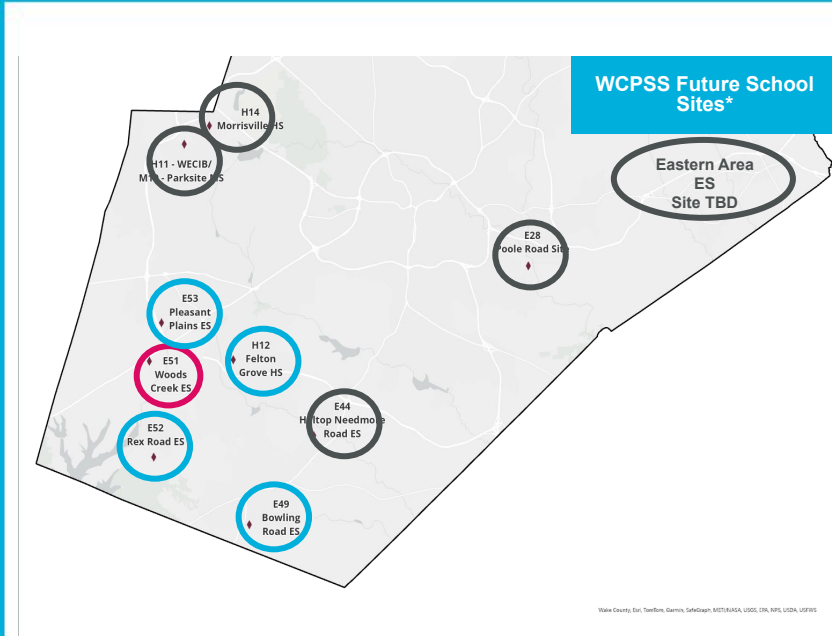 WCPSS Future School
Sites*
H14
Morrisville HS
Eastern Area
ES
Site TBD
H11 - WECIB/
- Parksite MS
E28
Poole Road Site
E53
Pleasant
Plains ES
H12
Felton
Grove HS
E51
Woods
Creek ES
E44
Hilltop Needmore
Road ES
E52
Rex Road ES
E49
Bowling
Road ES
Wake County, Esri, TomTom, Garmin, SafeGraph, METI/NASA, USGS, EPA, NPS, USDA, USFWS